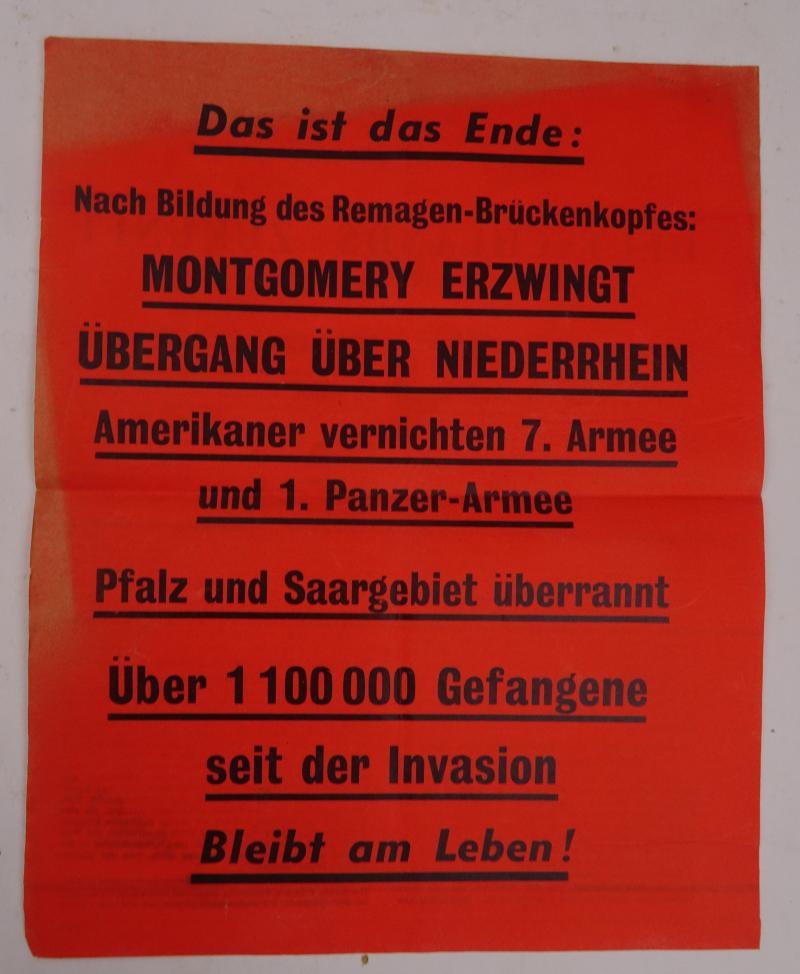 Das ist das Ende:
Nach Bildung des Remagen-Brückenkopfes:
MONTGOMERY ERZWINGT
ÜBERGANG ÜBER NIEDERRHEIN
Amerikaner vernichten 7. Armee
und 1. Panzer-Armee
Pfalz und Saargebiet überrannt
Über 1 100 000 Gefangene
seit der Invasion
Bleibt am Leben!